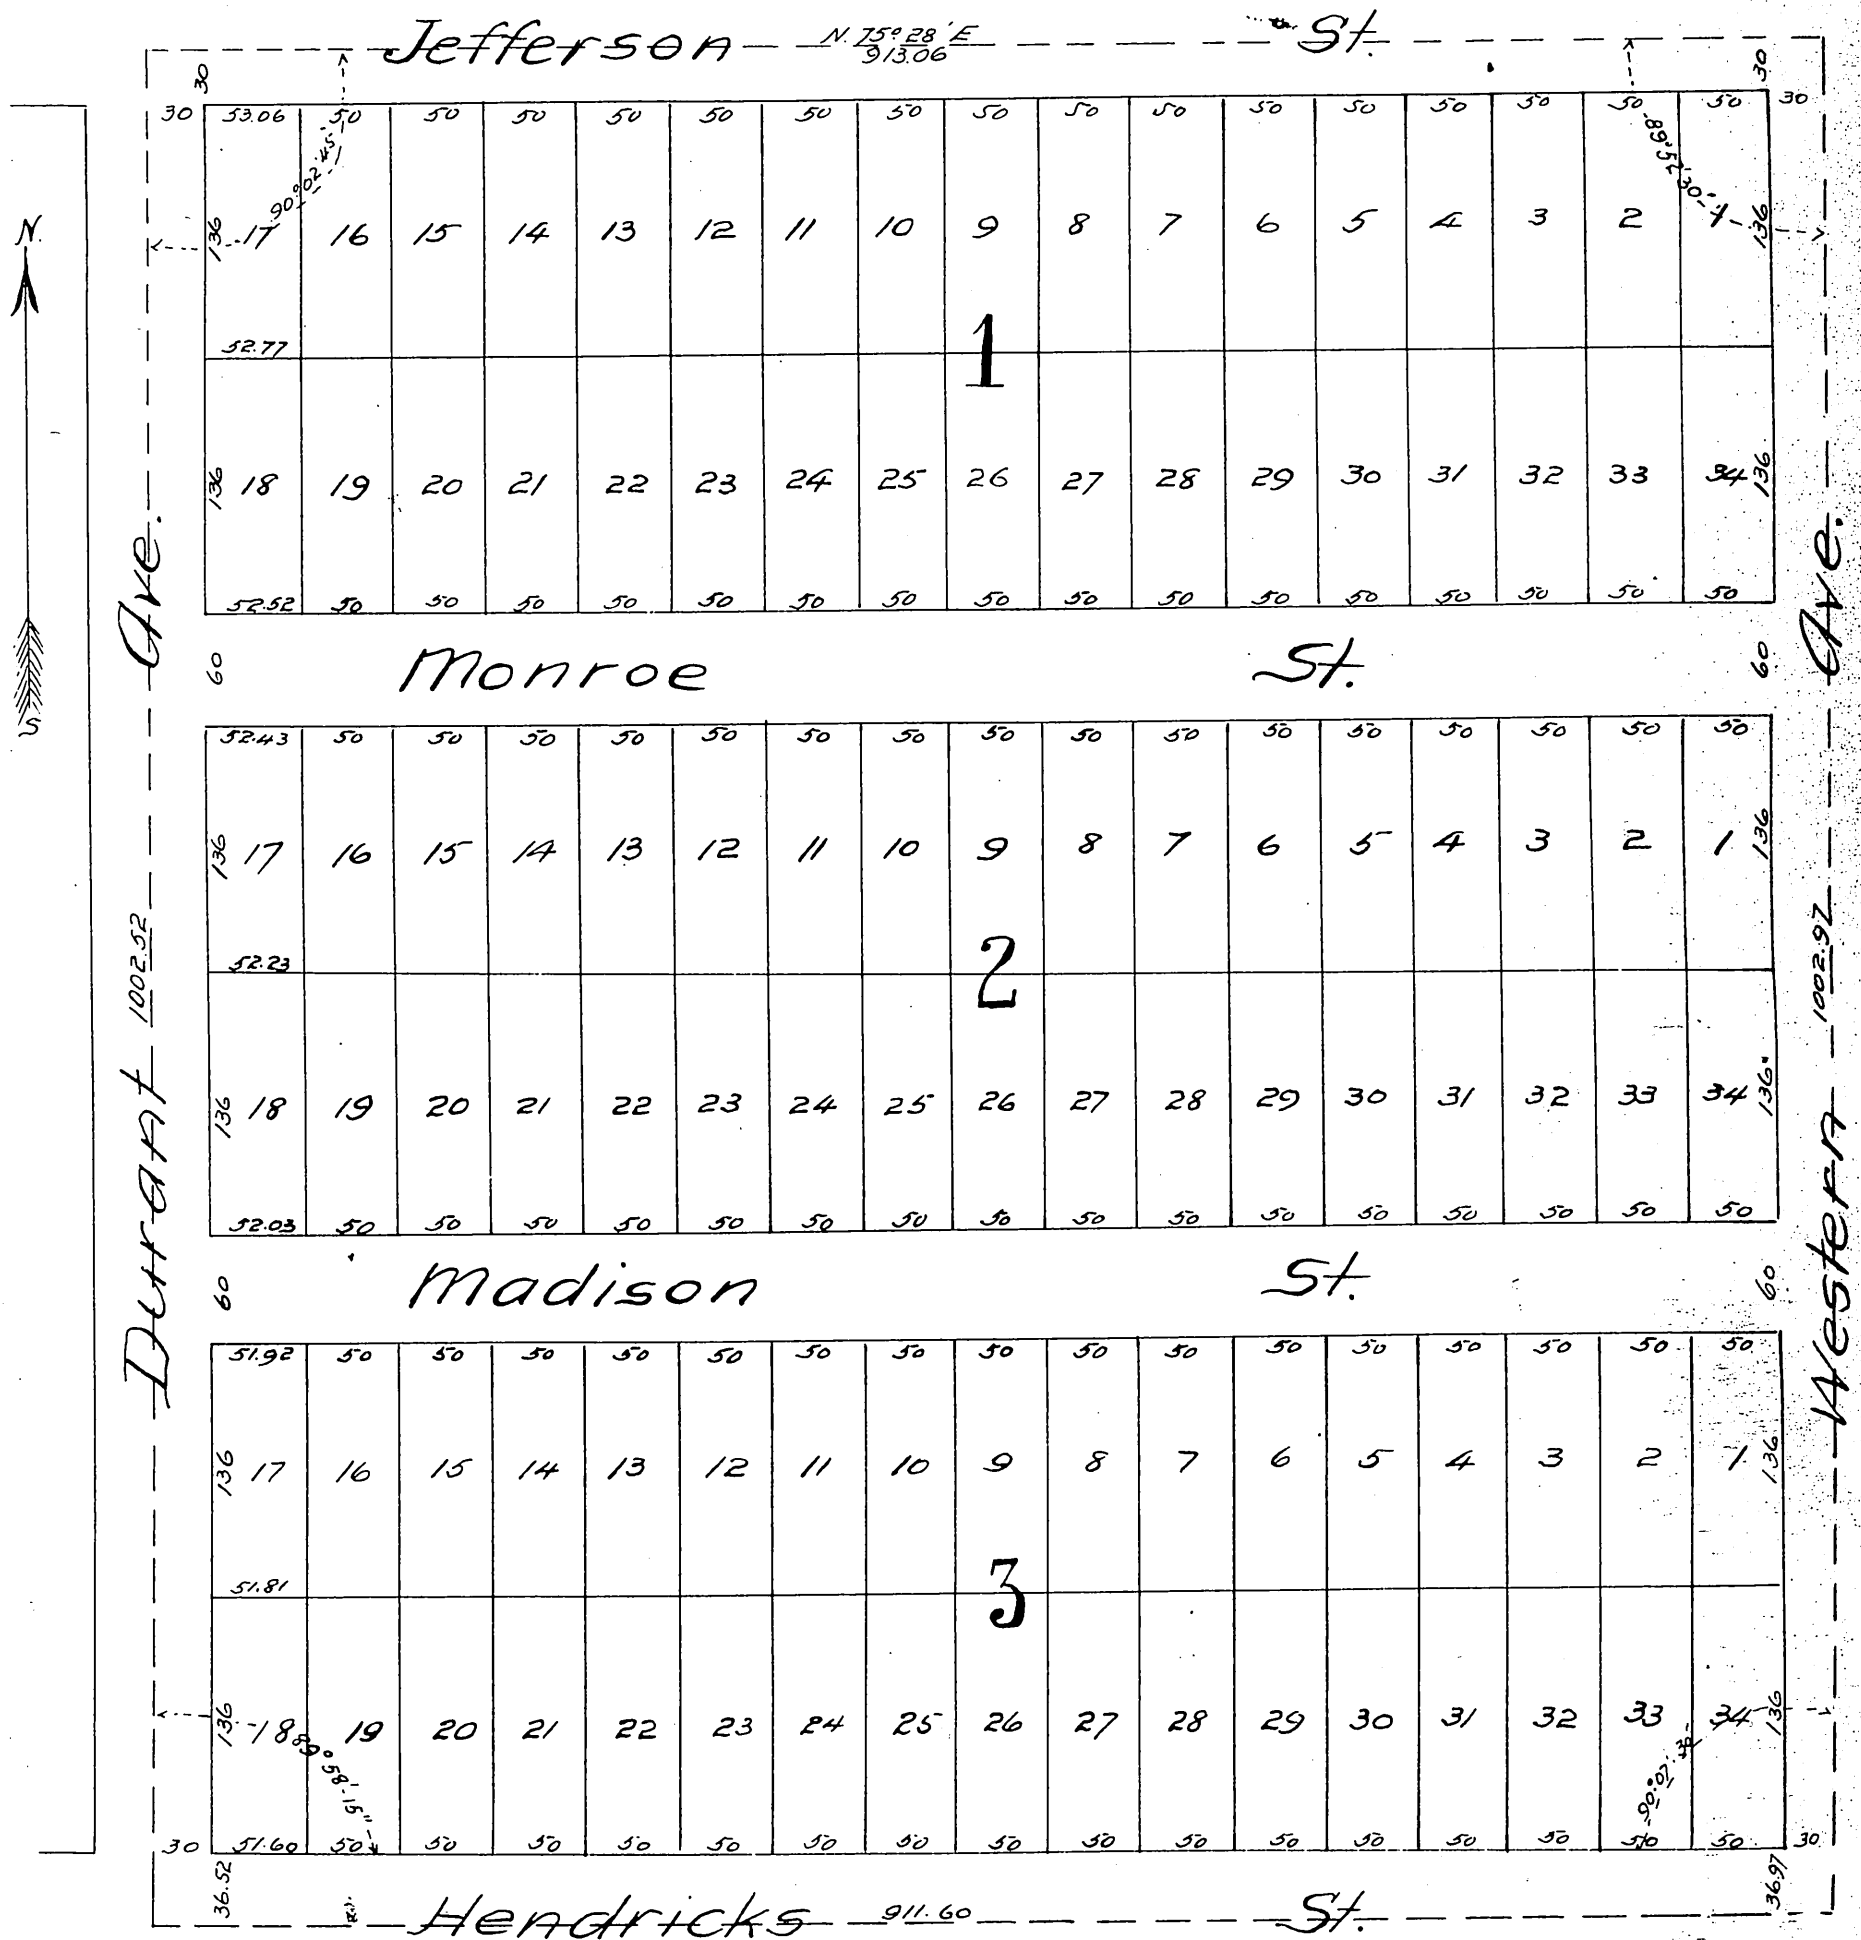 Jefferson N. 75° 28' E St.
913.06
30 30
30 53.06 50 50 50 50 50 50 50 50 50 50 50 50 50 50 50 50 30
90°02'45" 89°52'30"
N.
136 17 16 15 14 13 12 11 10 9 8 7 6 5 4 3 2 1 136
52.77
1
136 18 19 20 21 22 23 24 25 26 27 28 29 30 31 32 33 34 136
52.52 50 50 50 50 50 50 50 50 50 50 50 50 50 50 50 50
60 Monroe St. 60
S
52.43 50 50 50 50 50 50 50 50 50 50 50 50 50 50 50 50
136 17 16 15 14 13 12 11 10 9 8 7 6 5 4 3 2 1 136
52.23
2
136 18 19 20 21 22 23 24 25 26 27 28 29 30 31 32 33 34 136
52.03 50 50 50 50 50 50 50 50 50 50 50 50 50 50 50 50
60 Madison St. 60
51.92 50 50 50 50 50 50 50 50 50 50 50 50 50 50 50 50
136 17 16 15 14 13 12 11 10 9 8 7 6 5 4 3 2 1 136
51.81
3
136 18 19 20 21 22 23 24 25 26 27 28 29 30 31 32 33 34 136
89°58'15" 90°07'30"
30 51.60 50 50 50 50 50 50 50 50 50 50 50 50 50 50 50 50 30
36.52 36.97
Hendricks 911.60 St.
Durant 1002.52 Ave.
Western 1002.97 Ave.